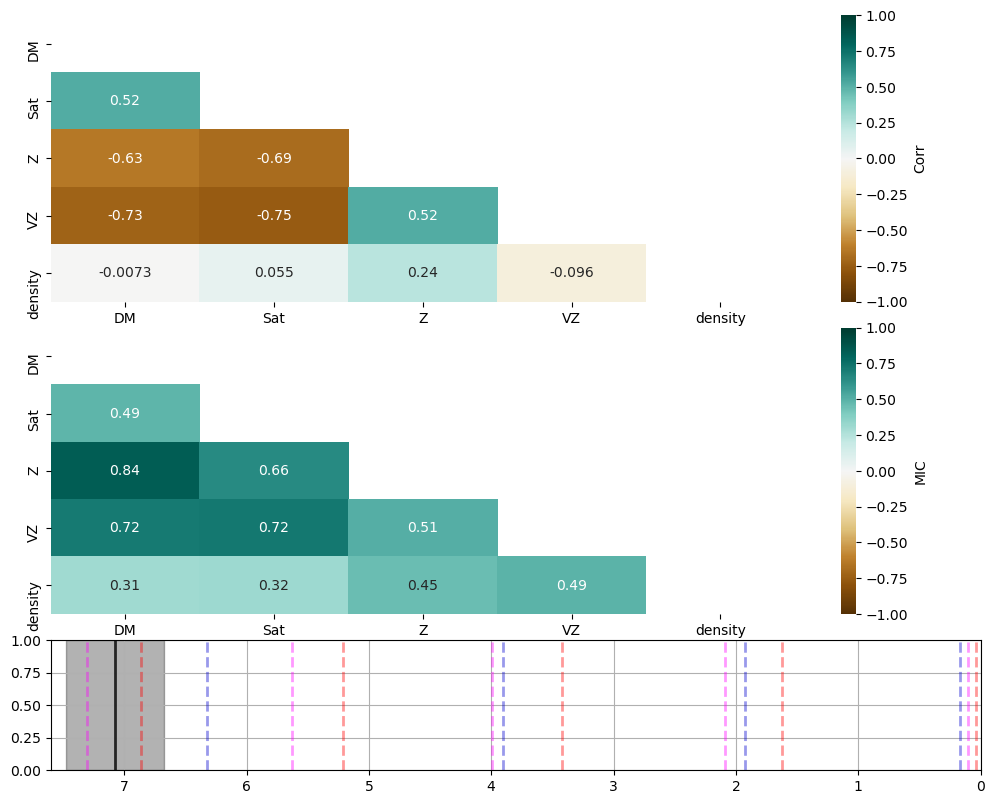 DM
Sat
Z
VZ
density
0.52
-0.63 -0.69
-0.73 -0.75 0.52
-0.0073 0.055 0.24 -0.096
DM Sat Z VZ density
1.00
0.75
0.50
0.25
0.00
−0.25
−0.50
−0.75
−1.00
Corr
DM
Sat
Z
VZ
density
0.49
0.84 0.66
0.72 0.72 0.51
0.31 0.32 0.45 0.49
DM Sat Z VZ density
1.00
0.75
0.50
0.25
0.00
−0.25
−0.50
−0.75
−1.00
MIC
1.00
0.75
0.50
0.25
0.00
7 6 5 4 3 2 1 0